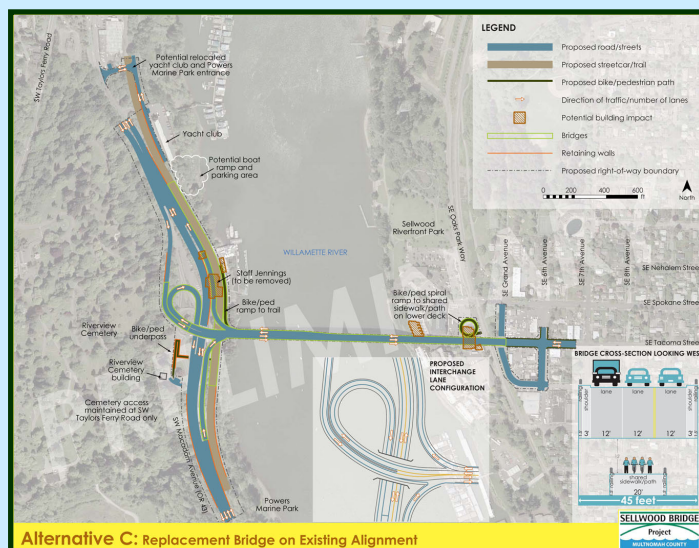 LEGEND
Proposed road/streets
Proposed streetcar/trail
Proposed bike/pedestrian path
Direction of traffic/number of lanes
Potential building impact
Bridges
Retaining walls
Proposed right-of-way boundary
0 200 400 600
ft
North
SW Taylors Ferry Road
Potential relocated
yacht club and Powers
Marine Park entrance
Yacht club
Potential boat
ramp and
parking area
WILLAMETTE RIVER
Sellwood
Riverfront Park
SE Oaks Park Way
SE Grand Avenue
SE 6th Avenue
SE 7th Avenue
SE 8th Avenue
SE Nehalem Street
SE Spokane Street
SE Tacoma Street
Staff Jennings
(to be removed)
Bike/ped
ramp to trail
Bike/ped spiral
ramp to shared
sidewalk/path
on lower deck
Riverview
Cemetery
Bike/ped
underpass
Riverview
Cemetery
building
Cemetery access
maintained at SW
Taylors Ferry Road only
SW Macadam Avenue (OR 43)
Powers
Marine Park
PROPOSED
INTERCHANGE
LANE
CONFIGURATION
BRIDGE CROSS-SECTION LOOKING WES
railing
shoulder
lane
lane
lane
shoulder
railing
3'
12'
12'
12'
3'
railing
shared
sidewalk/path
railing
20'
45 feet
Alternative C: Replacement Bridge on Existing Alignment
SELLWOOD BRIDGE
Project
MULTNOMAH COUNTY